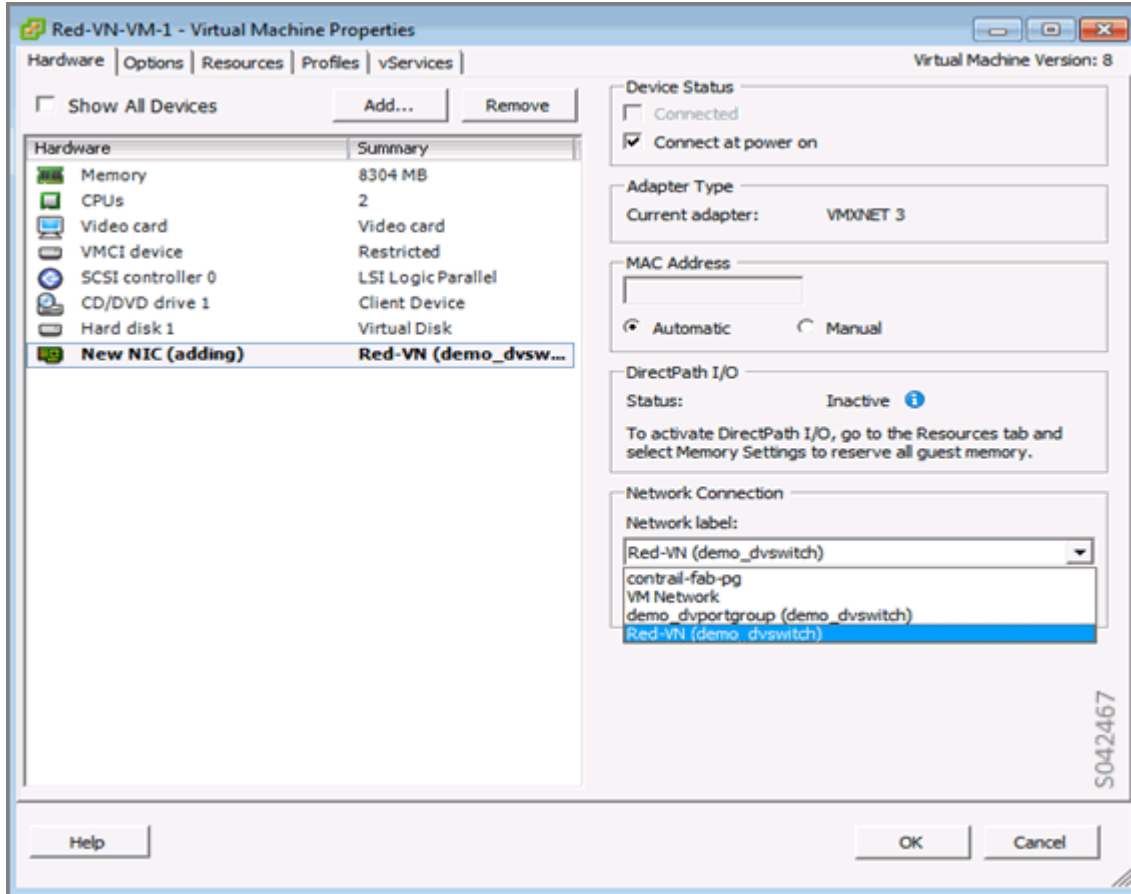 Red-VN-VM-1 - Virtual Machine Properties
Hardware Options Resources Profiles vServices
Virtual Machine Version: 8
Show All Devices
Add...
Remove
Hardware Summary
Memory 8304 MB
CPUs 2
Video card Video card
VMCI device Restricted
SCSI controller 0 LSI Logic Parallel
CD/DVD drive 1 Client Device
Hard disk 1 Virtual Disk
New NIC (adding) Red-VN (demo_dvsw...
Device Status
Connected
Connect at power on
Adapter Type
Current adapter: VMXNET 3
MAC Address
Automatic Manual
DirectPath I/O
Status: Inactive
To activate DirectPath I/O, go to the Resources tab and
select Memory Settings to reserve all guest memory.
Network Connection
Network label:
Red-VN (demo_dvswitch)
contrail-fab-pg
VM Network
demo_dvportgroup (demo_dvswitch)
Red-VN (demo_dvswitch)
S042467
Help
OK
Cancel